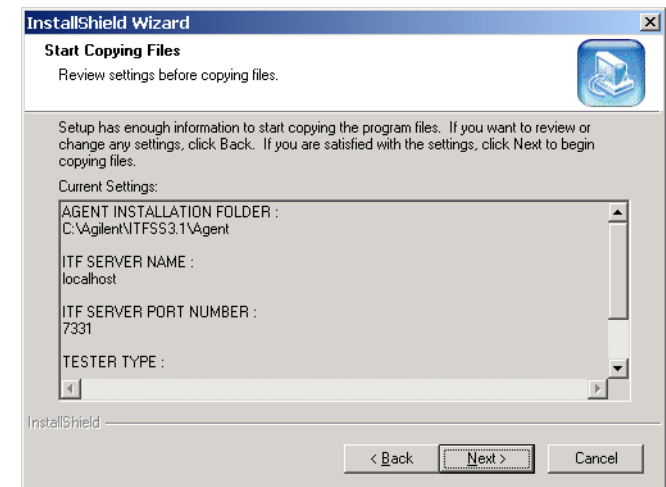 InstallShield Wizard
Start Copying Files
Review settings before copying files.
Setup has enough information to start copying the program files. If you want to review or
change any settings, click Back. If you are satisfied with the settings, click Next to begin
copying files.
Current Settings:
AGENT INSTALLATION FOLDER :
C:\Agilent\ITFSS3.1\Agent
ITF SERVER NAME :
localhost
ITF SERVER PORT NUMBER :
7331
TESTER TYPE :
InstallShield
< Back
Next >
Cancel